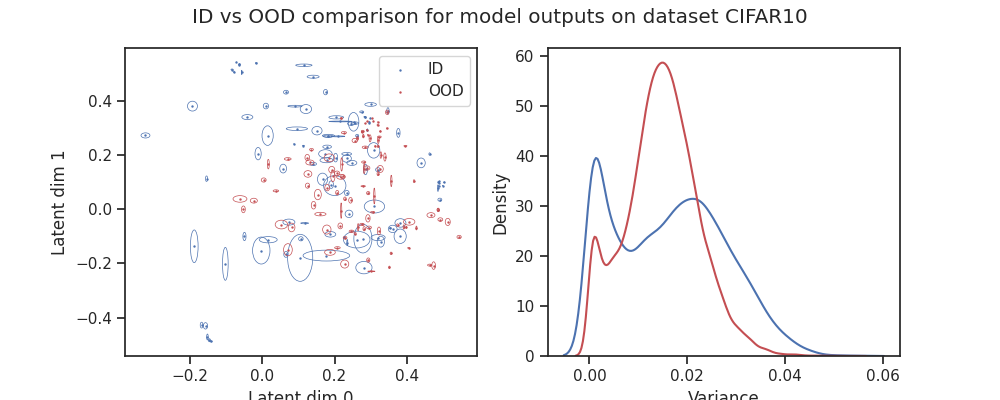 ID vs OOD comparison for model outputs on dataset CIFAR10
ID
OOD
Latent dim 1
0.4
0.2
0.0
−0.2
−0.4
−0.2
0.0
0.2
0.4
Latent dim 0
Density
60
50
40
30
20
10
0
0.00
0.02
0.04
0.06
Variance